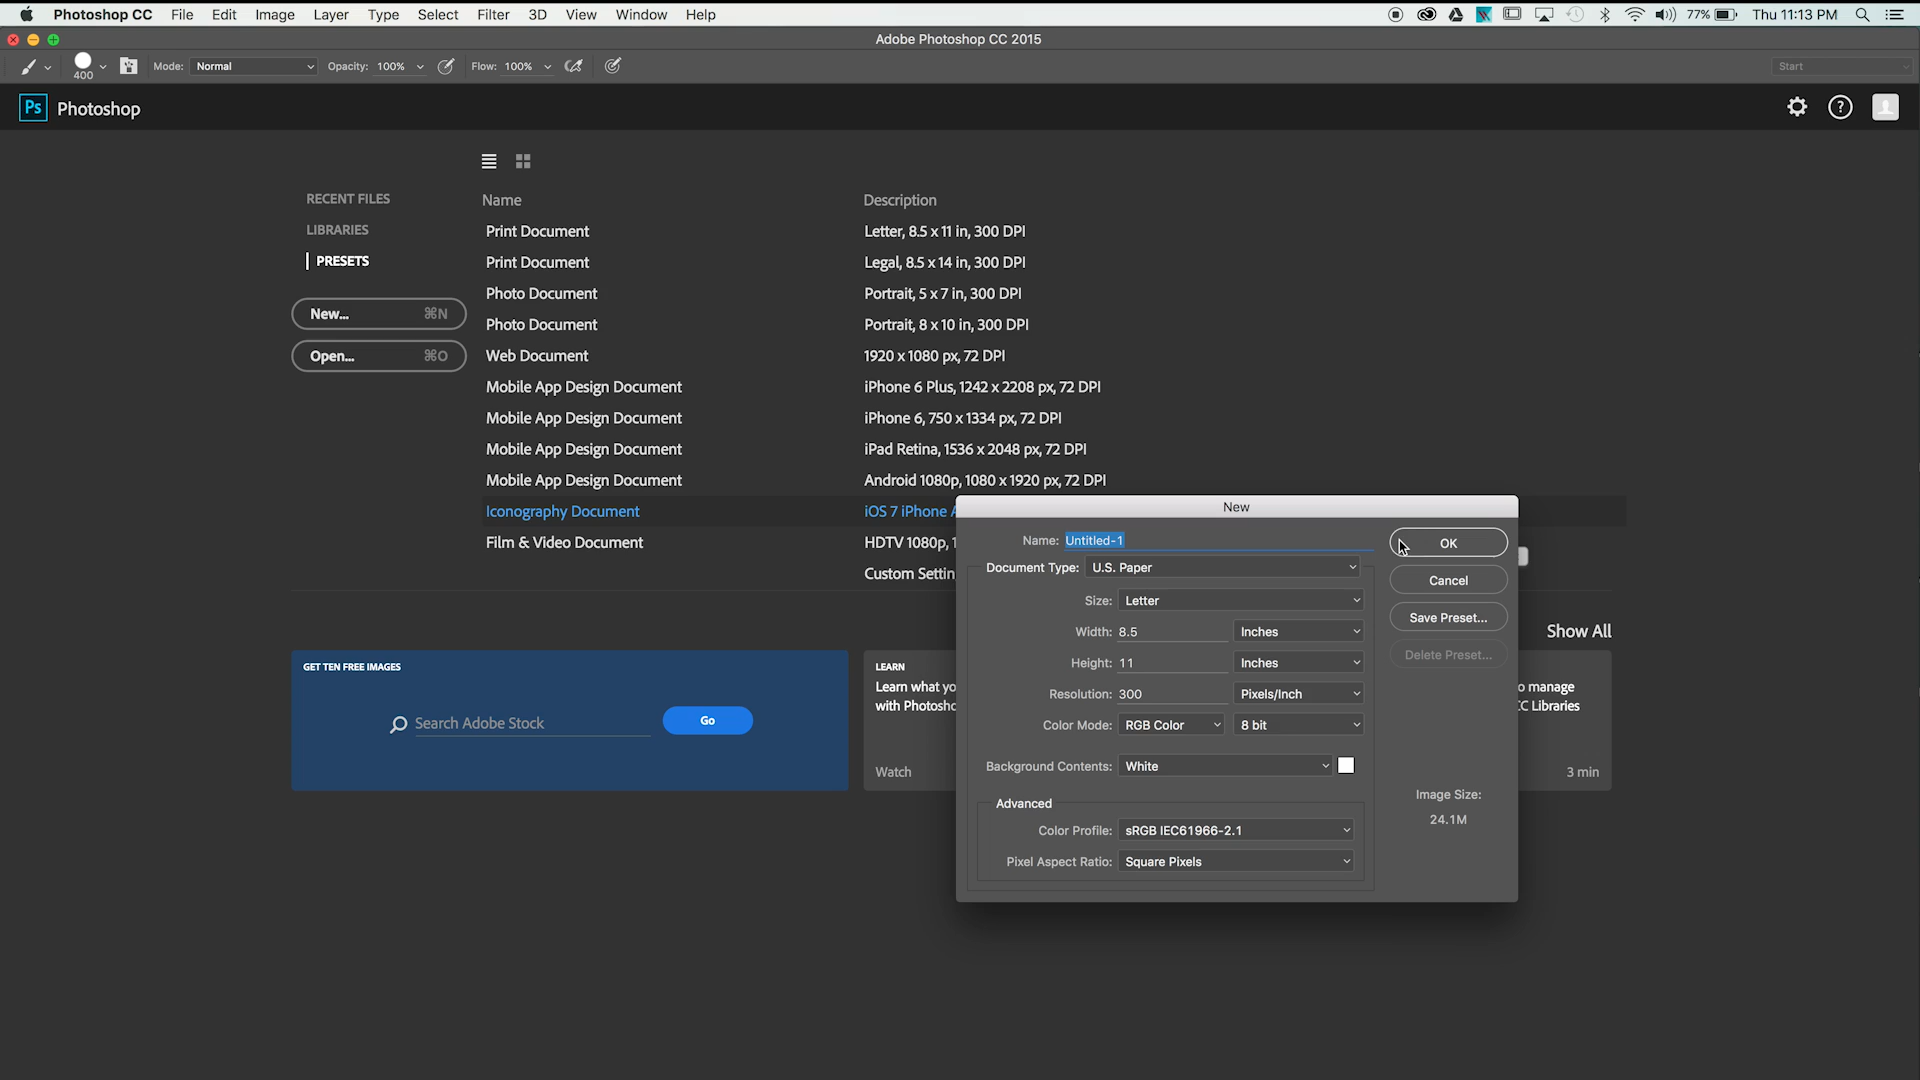 Photoshop CC File Edit Image Layer Type Select Filter 3D View Window Help 77% Thu 11:13 PM
Adobe Photoshop CC 2015
400 Mode: Normal Opacity: 100% Flow: 100% Start
Ps Photoshop
RECENT FILES
LIBRARIES
PRESETS
New... ⌘N
Open... ⌘O
Name Description
Print Document Letter, 8.5 x 11 in, 300 DPI
Print Document Legal, 8.5 x 14 in, 300 DPI
Photo Document Portrait, 5 x 7 in, 300 DPI
Photo Document Portrait, 8 x 10 in, 300 DPI
Web Document 1920 x 1080 px, 72 DPI
Mobile App Design Document iPhone 6 Plus, 1242 x 2208 px, 72 DPI
Mobile App Design Document iPhone 6, 750 x 1334 px, 72 DPI
Mobile App Design Document iPad Retina, 1536 x 2048 px, 72 DPI
Mobile App Design Document Android 1080p, 1080 x 1920 px, 72 DPI
Iconography Document iOS 7 iPhone
Film & Video Document HDTV 1080p,
Custom Settin
Show All
GET TEN FREE IMAGES
Search Adobe Stock Go
LEARN
Learn what yo
with Photosho
Watch
o manage
CC Libraries
3 min
New
Name: Untitled-1
Document Type: U.S. Paper
Size: Letter
Width: 8.5 Inches
Height: 11 Inches
Resolution: 300 Pixels/Inch
Color Mode: RGB Color 8 bit
Background Contents: White
Advanced
Color Profile: sRGB IEC61966-2.1
Pixel Aspect Ratio: Square Pixels
OK
Cancel
Save Preset...
Delete Preset...
Image Size:
24.1M